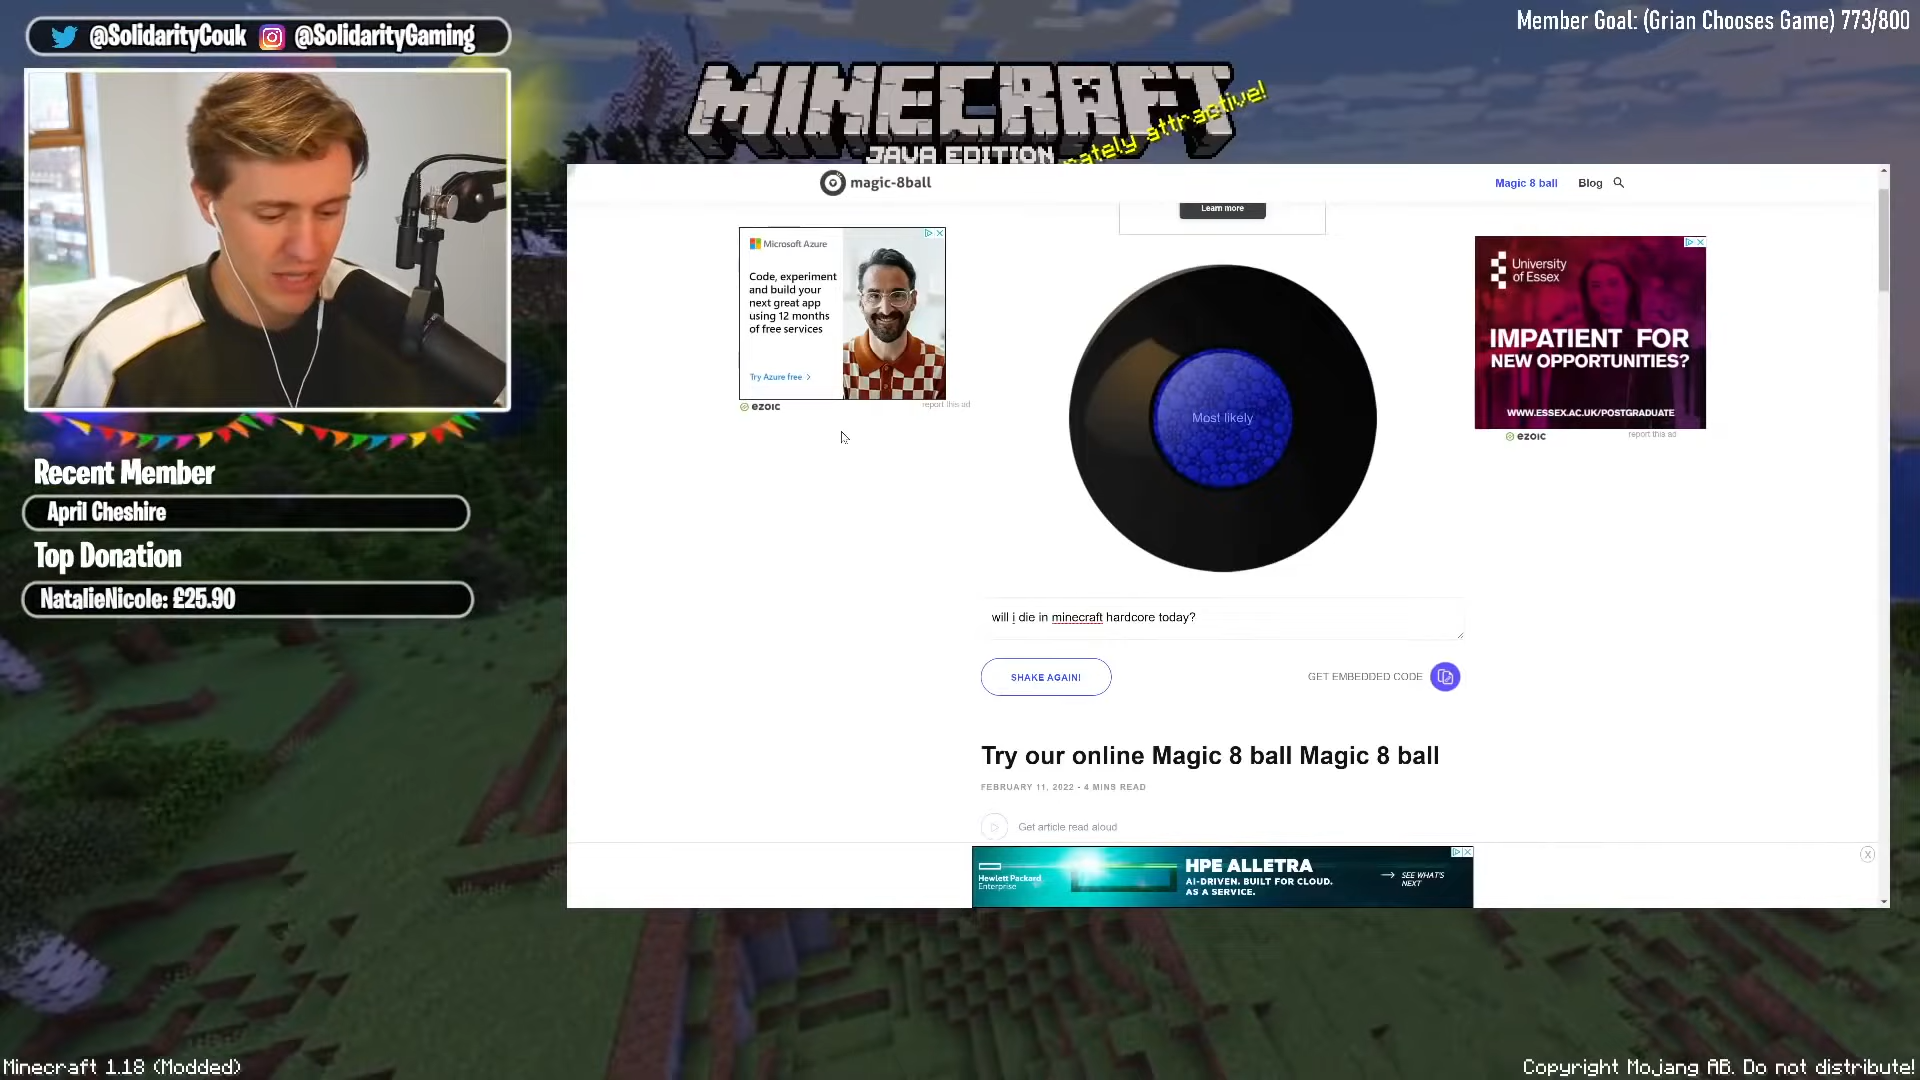 @SolidarityCouk @SolidarityGaming
Member Goal: (Grian Chooses Game) 773/800
MINECRAFT
JAVA EDITION
ately attractive!
magic-8ball
Magic 8 ball
Blog
Learn more
Microsoft Azure
Code, experiment
and build your
next great app
using 12 months
of free services
Try Azure free >
ezoic
report this ad
Most likely
University
of Essex
IMPATIENT FOR
NEW OPPORTUNITIES?
WWW.ESSEX.AC.UK/POSTGRADUATE
ezoic
report this ad
Recent Member
April Cheshire
Top Donation
NatalieNicole: £25.90
will i die in minecraft hardcore today?
SHAKE AGAIN!
GET EMBEDDED CODE
Try our online Magic 8 ball Magic 8 ball
FEBRUARY 11, 2022 - 4 MINS READ
Get article read aloud
Hewlett Packard
Enterprise
HPE ALLETRA
AI-DRIVEN. BUILT FOR CLOUD.
AS A SERVICE.
SEE WHAT'S
NEXT
Minecraft 1.18 (Modded)
Copyright Mojang AB. Do not distribute!